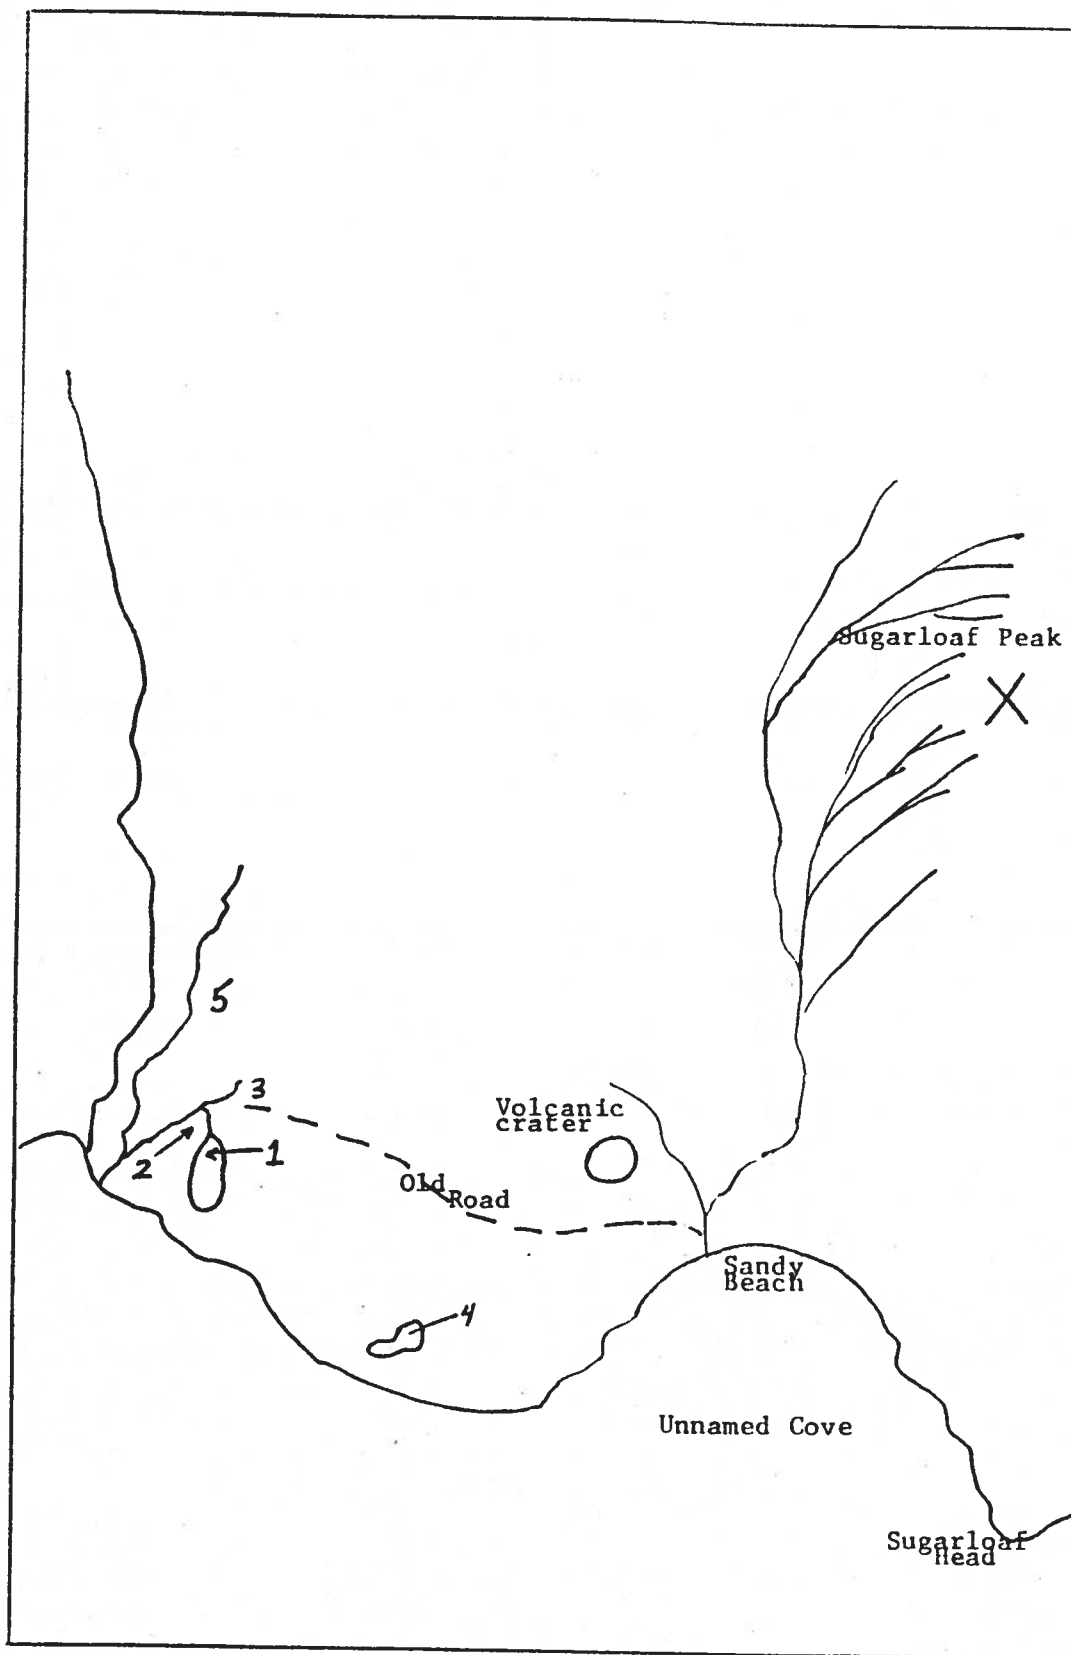 Sugarloaf Peak
5
3
Volcanic
crater
2
1
Old
Road
Sandy
Beach
4
Unnamed Cove
Sugarloaf
Head